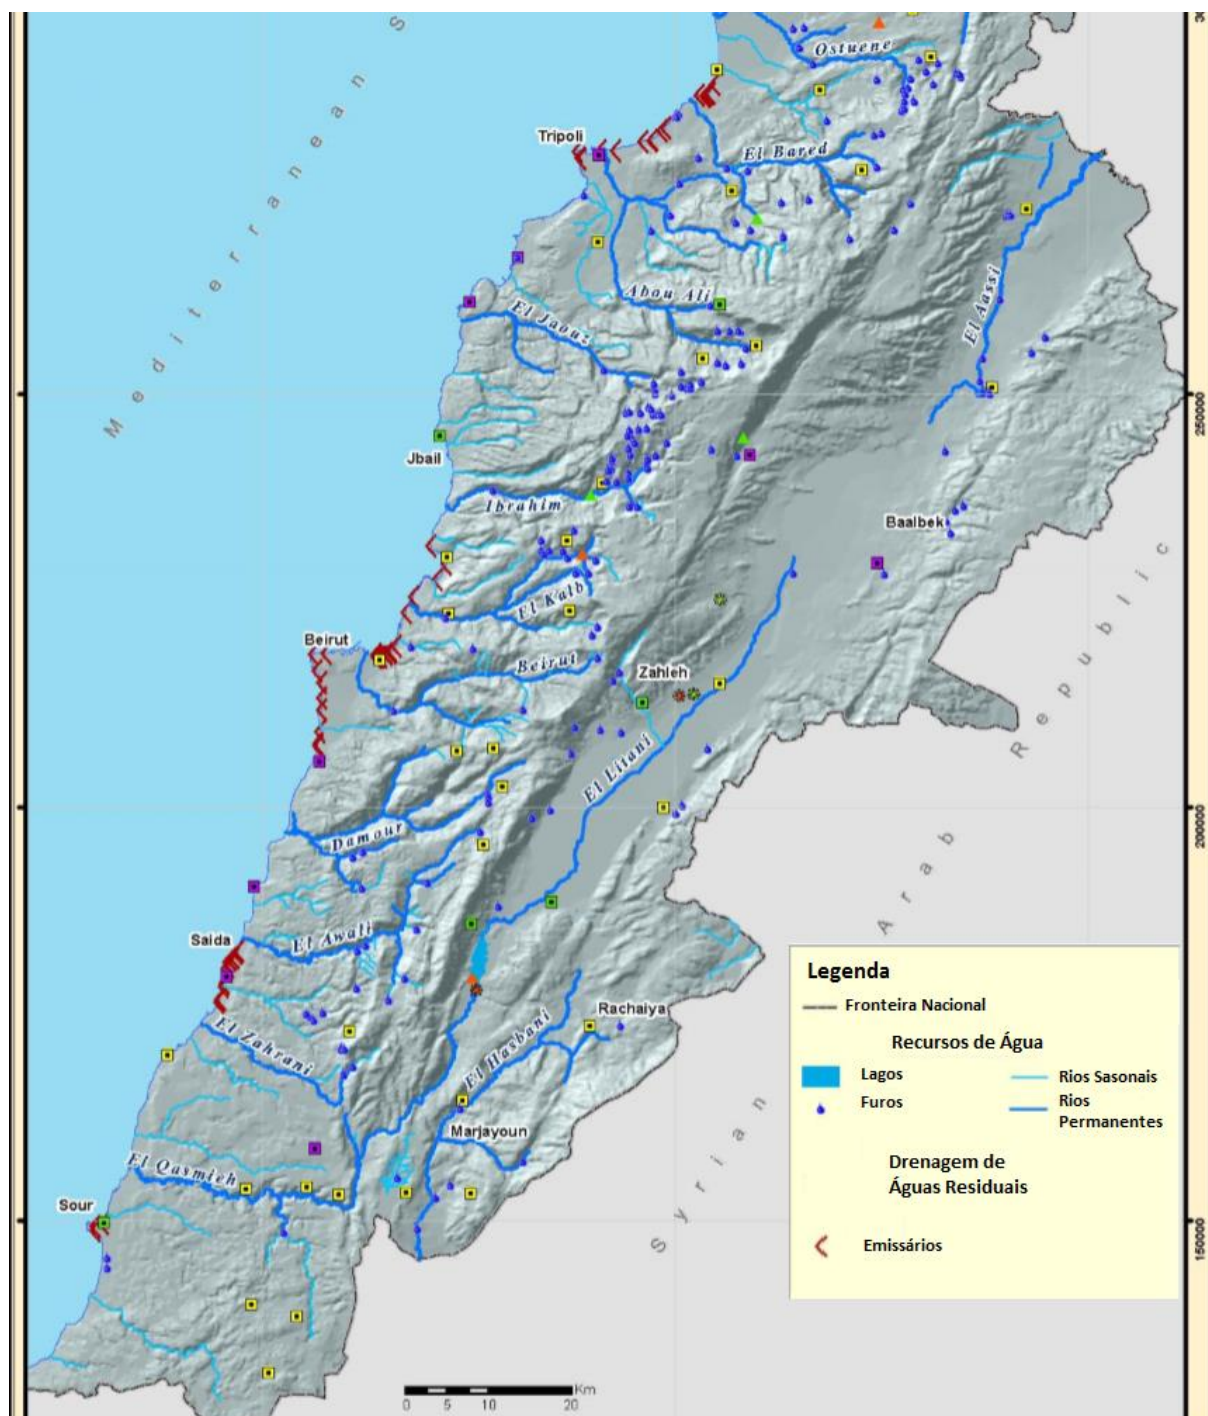 Mediterranean S
Ostuene
Tripoli
El Bared
Abou Ali
El Jaouz
El Aassi
250000
Jbail
Ibrahim
Baalbek
El Kalb
Beirut
Beirut
Zahleh
El Litani
Damour
200000
Saida
El Awali
El Zahrani
El Hasbani
Rachaiya
Marjayoun
El Qasmieh
Sour
150000
Syrian Arab Republic
Legenda
Fronteira Nacional
Recursos de Água
Lagos
Rios Sasonais
Furos
Rios
Permanentes
Drenagem de
Águas Residuais
Emissários
Km
0 5 10 20